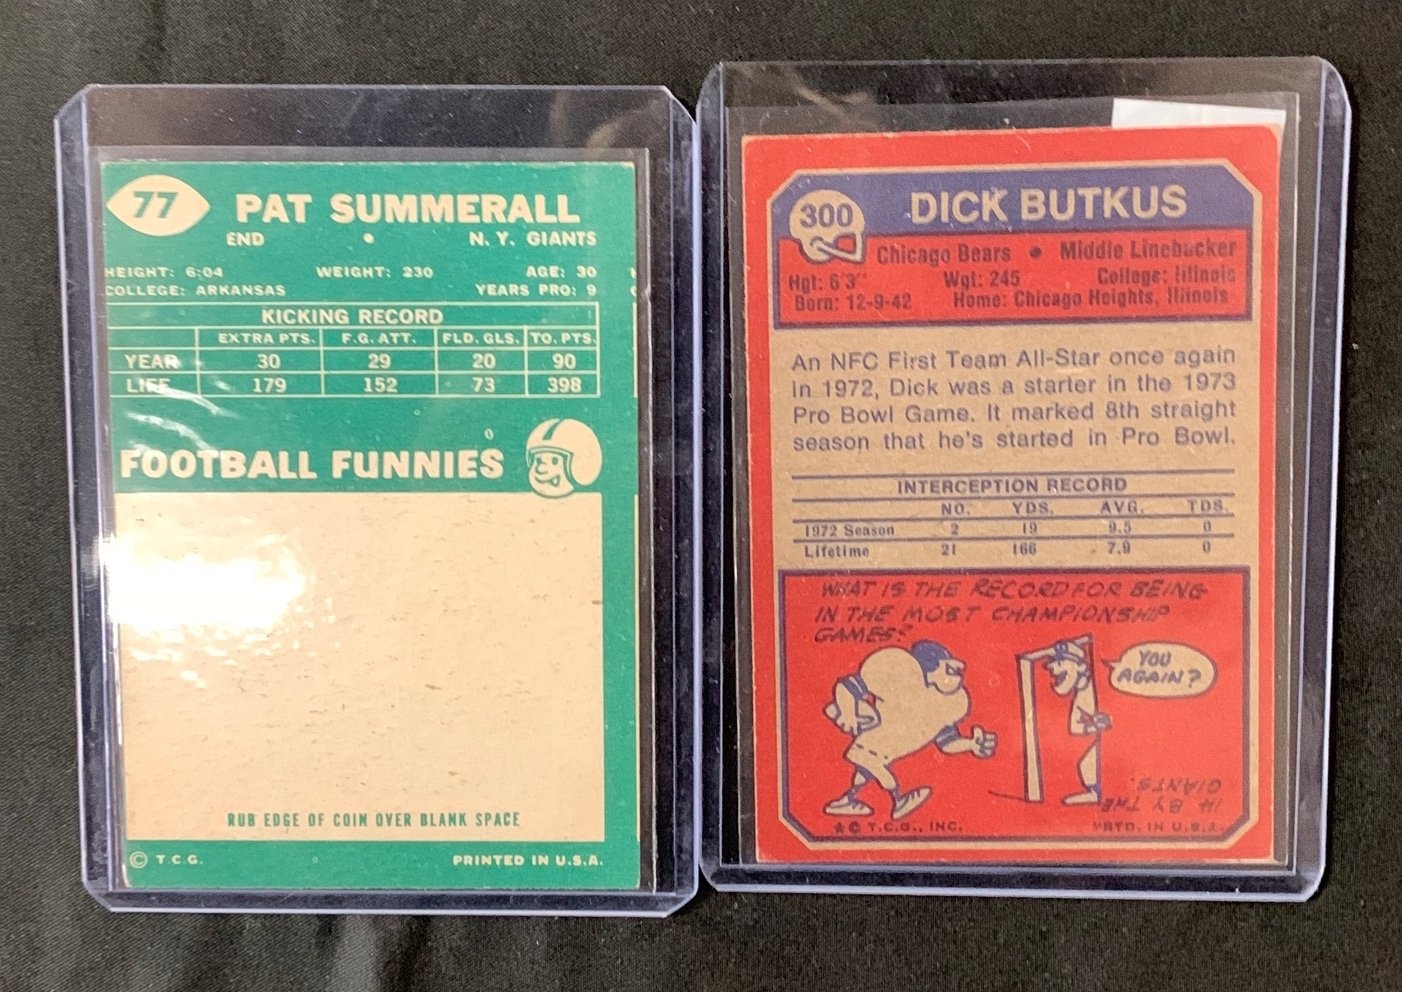 77
PAT SUMMERALL
END • N. Y. GIANTS
HEIGHT: 6:04 WEIGHT: 230 AGE: 30
COLLEGE: ARKANSAS YEARS PRO: 9
KICKING RECORD
EXTRA PTS. F.G. ATT. FLD. GLS. TO. PTS.
YEAR 30 29 20 90
LIFE 179 152 73 398
FOOTBALL FUNNIES
RUB EDGE OF COIN OVER BLANK SPACE
© T.C.G. PRINTED IN U.S.A.
300
DICK BUTKUS
Chicago Bears • Middle Linebacker
Hgt: 6'3" Wgt: 245 College: Illinois
Born: 12-9-42 Home: Chicago Heights, Illinois
An NFC First Team All-Star once again
in 1972, Dick was a starter in the 1973
Pro Bowl Game. It marked 8th straight
season that he's started in Pro Bowl.
INTERCEPTION RECORD
NO. YDS. AVG. TDS.
1972 Season 2 19 9.5 0
Lifetime 21 166 7.9 0
WHAT IS THE RECORD FOR BEING
IN THE MOST CHAMPIONSHIP
GAMES?
YOU
AGAIN?
14 BY THE
GIANTS.
★ © T.C.G., INC. PRTD. IN U.S.A.